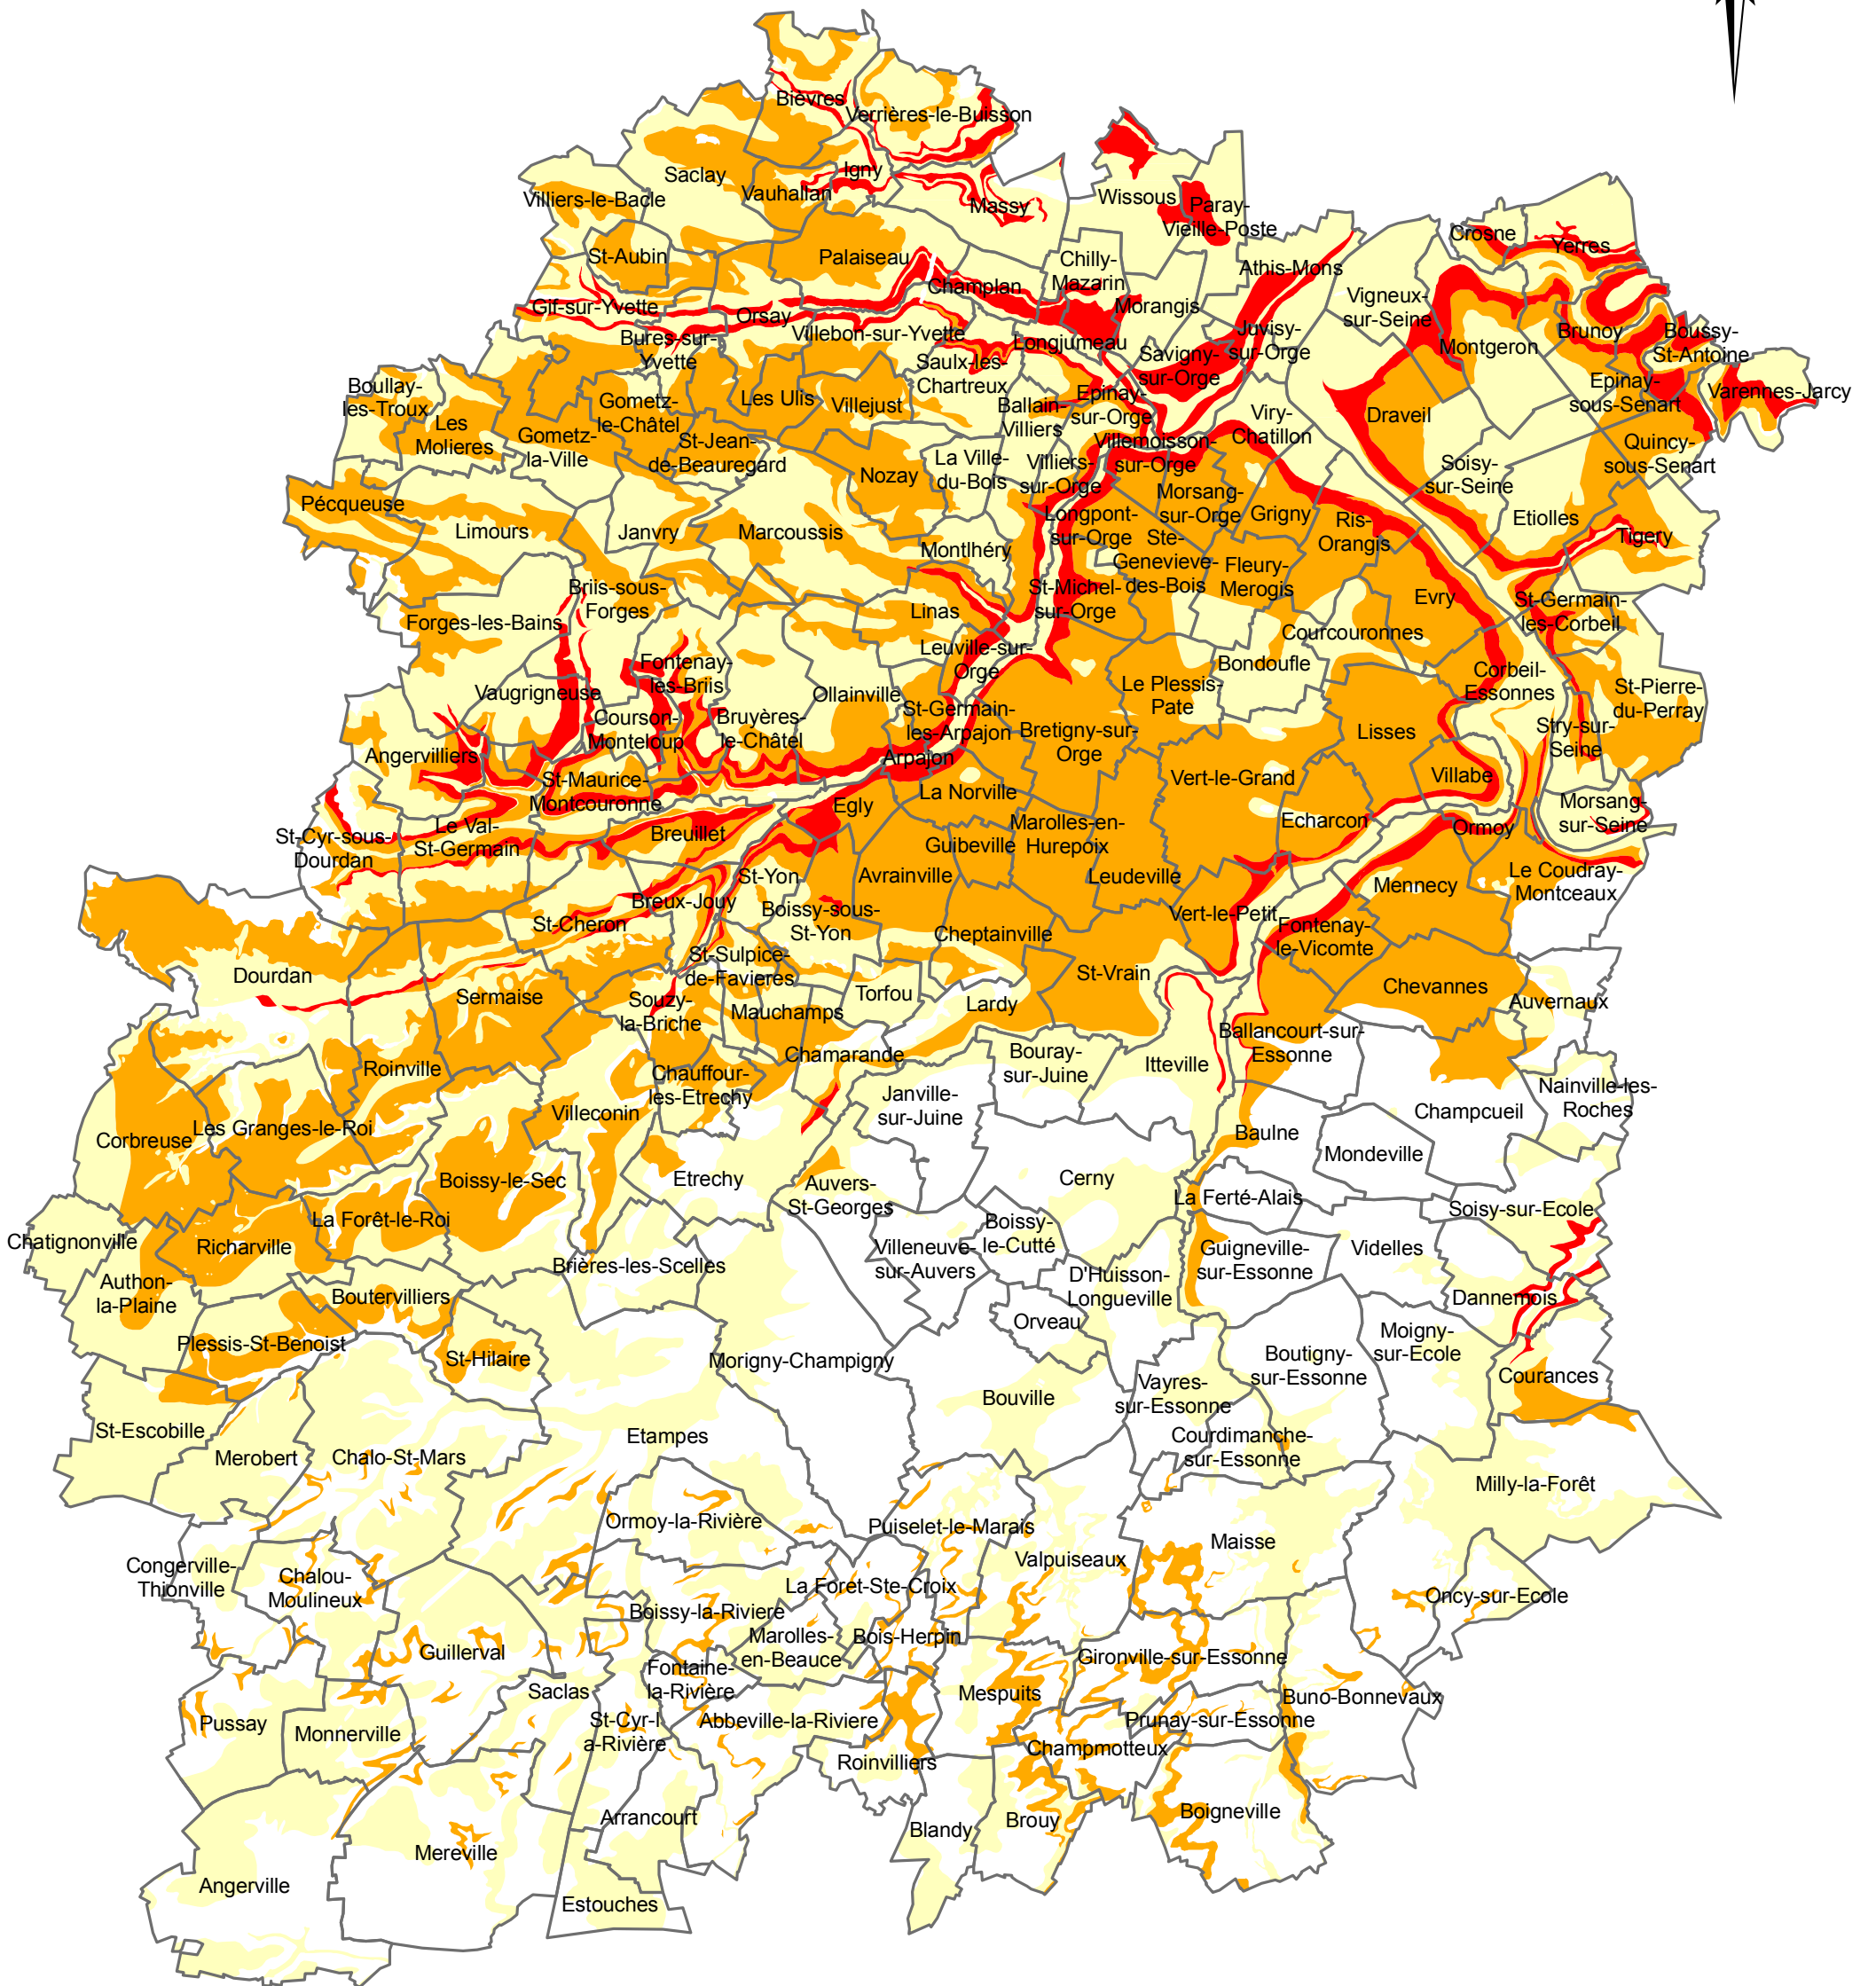 Bièvres
Verrières-le-Buisson
Igny
Saclay
Vauhallan
Villiers-le-Bacle
Massy
Wissous
Paray-
Vieille-Poste
Crosne
Yerres
St-Aubin
Palaiseau
Chilly-
Mazarin
Athis-Mons
Champlan
Gif-sur-Yvette
Orsay
Morangis
Vigneux-
sur-Seine
Bures-sur-
Yvette
Villebon-sur-Yvette
Longjumeau
Juvisy-
sur-Orge
Brunoy
Boussy-
St-Antoine
Montgeron
Saulx-les-
Chartreux
Savigny-
sur-Orge
Boullay-
les-Troux
Epinay-
sous-Senart
Varennes-Jarcy
Les
Molieres
Gometz-
le-Châtel
Les Ulis
Villejust
Ballain-
Villiers
Epinay-
sur-Orge
Viry-
Chatillon
Draveil
Gometz-
la-Ville
St-Jean-
de-Beauregard
Villemoisson-
sur-Orge
Quincy-
sous-Senart
Nozay
La Ville-
du-Bois
Villiers-
sur-Orge
Soisy-
sur-Seine
Pécqueuse
Morsang-
sur-Orge
Grigny
Limours
Janvry
Marcoussis
Longpont-
sur-Orge
Ris-
Orangis
Etiolles
Tigery
Montlhéry
Ste-
Genevieve-
des-Bois
Fleury-
Merogis
Briis-sous-
Forges
St-Michel-
sur-Orge
Evry
St-Germain-
les-Corbeil
Forges-les-Bains
Linas
Courcouronnes
Leuville-sur-
Orge
Fontenay-
les-Briis
Bondoufle
Corbeil-
Essonnes
Vaugrigneuse
Ollainville
Le Plessis-
Pate
St-Pierre-
du-Perray
Courson-
Monteloup
Bruyères-
le-Châtel
St-Germain-
les-Arpajon
Bretigny-sur-
Orge
Lisses
Stry-sur-
Seine
Angervilliers
Arpajon
St-Maurice-
Montcouronne
Vert-le-Grand
Villabe
La Norville
Egly
Morsang-
sur-Seine
St-Cyr-sous-
Dourdan
Le Val-
St-Germain
Breuillet
Guibeville
Marolles-en-
Hurepoix
Echarcon
Ormoy
St-Yon
Avrainville
Leudeville
Mennecy
Le Coudray-
Montceaux
Breux-Jouy
St-Cheron
Boissy-sous-
St-Yon
Vert-le-Petit
Fontenay-
le-Vicomte
Cheptainville
Dourdan
St-Sulpice-
de-Favieres
St-Vrain
Sermaise
Souzy-
la-Briche
Mauchamps
Torfou
Lardy
Chevannes
Auvernaux
Ballancourt-sur-
Essonne
Roinville
Chamarande
Bouray-
sur-Juine
Itteville
Chauffour-
les-Etrechy
Janville-
sur-Juine
Nainville-les-
Roches
Villeconin
Champcueil
Corbreuse
Les Granges-le-Roi
Baulne
Mondeville
Boissy-le-Sec
Etrechy
Auvers-
St-Georges
Cerny
La Ferté-Alais
Soisy-sur-Ecole
La Forêt-le-Roi
Chatignonville
Richarville
Boissy-
le-Cutté
Villeneuve-
sur-Auvers
Guigneville-
sur-Essonne
Videlles
Brières-les-Scelles
Authon-
la-Plaine
Boutervilliers
D'Huisson-
Longueville
Dannemois
Orveau
Plessis-St-Benoist
St-Hilaire
Morigny-Champigny
Moigny-
sur-Ecole
Boutigny-
sur-Essonne
Courances
Bouville
Vayres-
sur-Essonne
St-Escobille
Merobert
Chalo-St-Mars
Etampes
Courdimanche-
sur-Essonne
Milly-la-Forêt
Ormoy-la-Rivière
Puiselet-le-Marais
Maisse
Valpuiseaux
Congerville-
Thionville
Chalou-
Moulineux
La Foret-Ste-Croix
Oncy-sur-Ecole
Boissy-la-Riviere
Guillerval
Marolles-
en-Beauce
Bois-Herpin
Gironville-sur-Essonne
Fontaine-
la-Rivière
Saclas
Mespuits
Buno-Bonnevaux
Pussay
Monnerville
St-Cyr-l
a-Rivière
Abbeville-la-Riviere
Prunay-sur-Essonne
Champmotteux
Roinvilliers
Arrancourt
Blandy
Brouy
Boigneville
Mereville
Angerville
Estouches